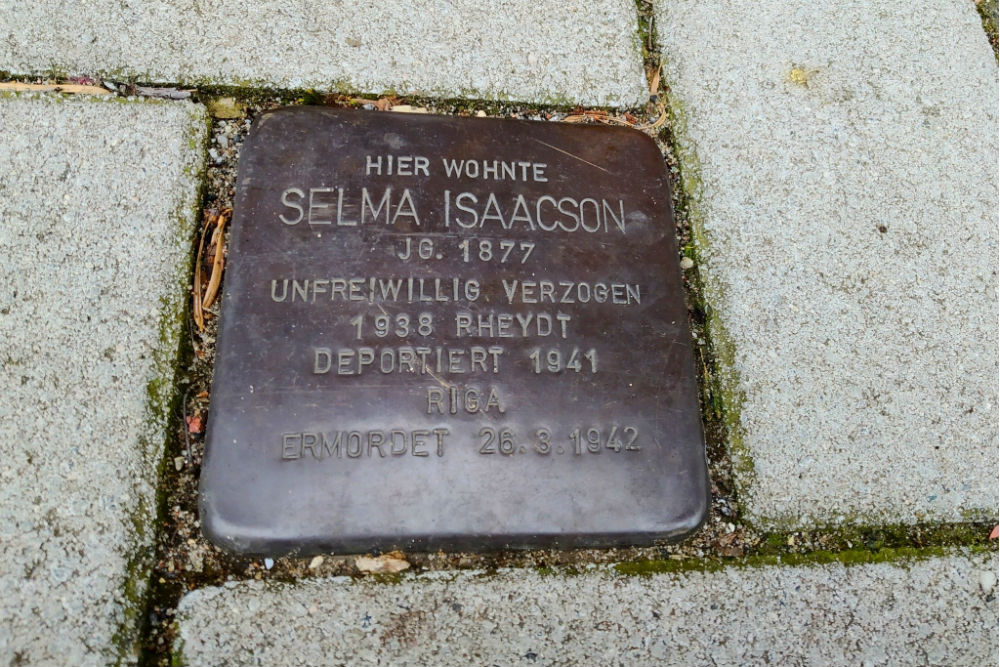 HIER WOHNTE
SELMA ISAACSON
JG. 1877
UNFREIWILLIG VERZOGEN
1938 RHEYDT
DEPORTIERT 1941
RIGA
ERMORDET 26.3.1942